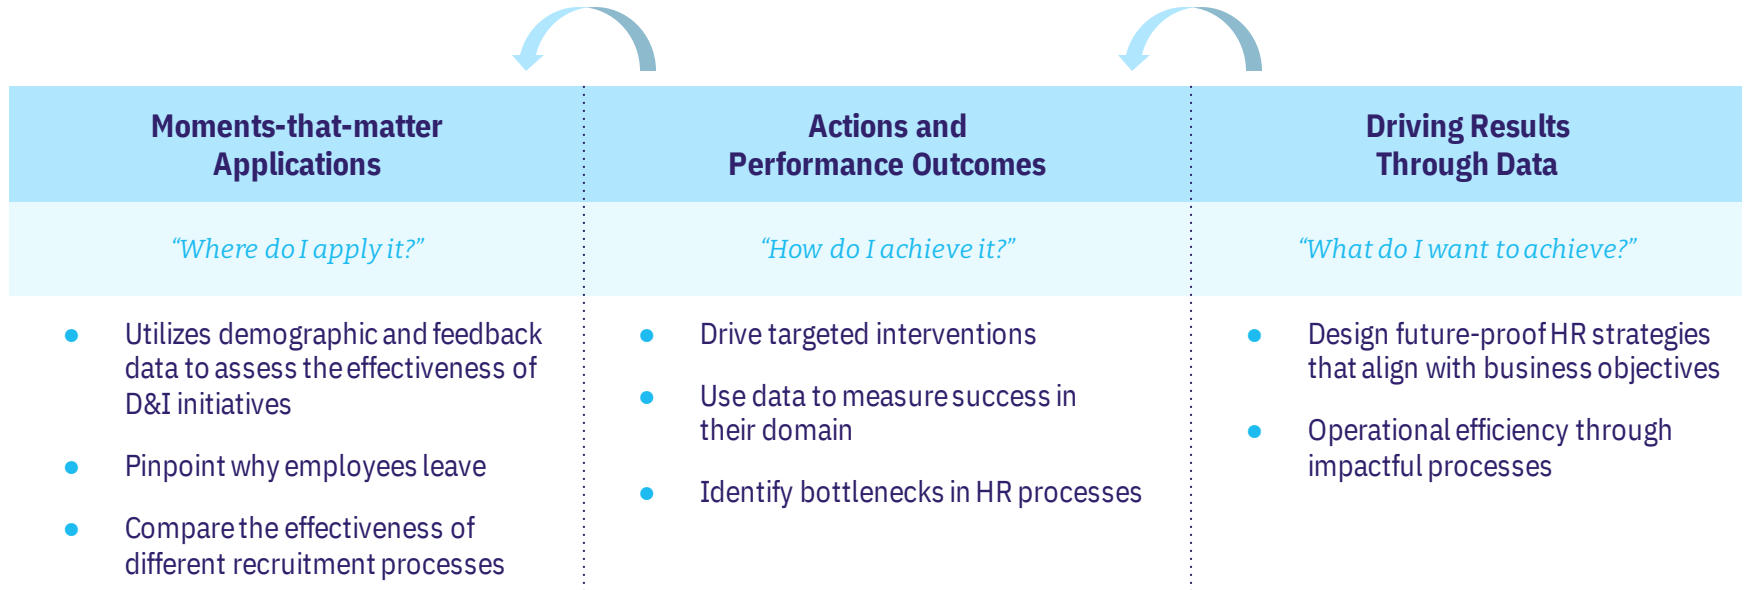 Moments-that-matter
Applications
“Where do I apply it?”
Utilizes demographic and feedback
data to assess the effectiveness of
D&I initiatives
Pinpoint why employees leave
Compare the effectiveness of
different recruitment processes
Actions and
Performance Outcomes
“How do I achieve it?”
Drive targeted interventions
Use data to measure success in
their domain
Identify bottlenecks in HR processes
Driving Results
Through Data
“What do I want to achieve?”
Design future-proof HR strategies
that align with business objectives
Operational efficiency through
impactful processes